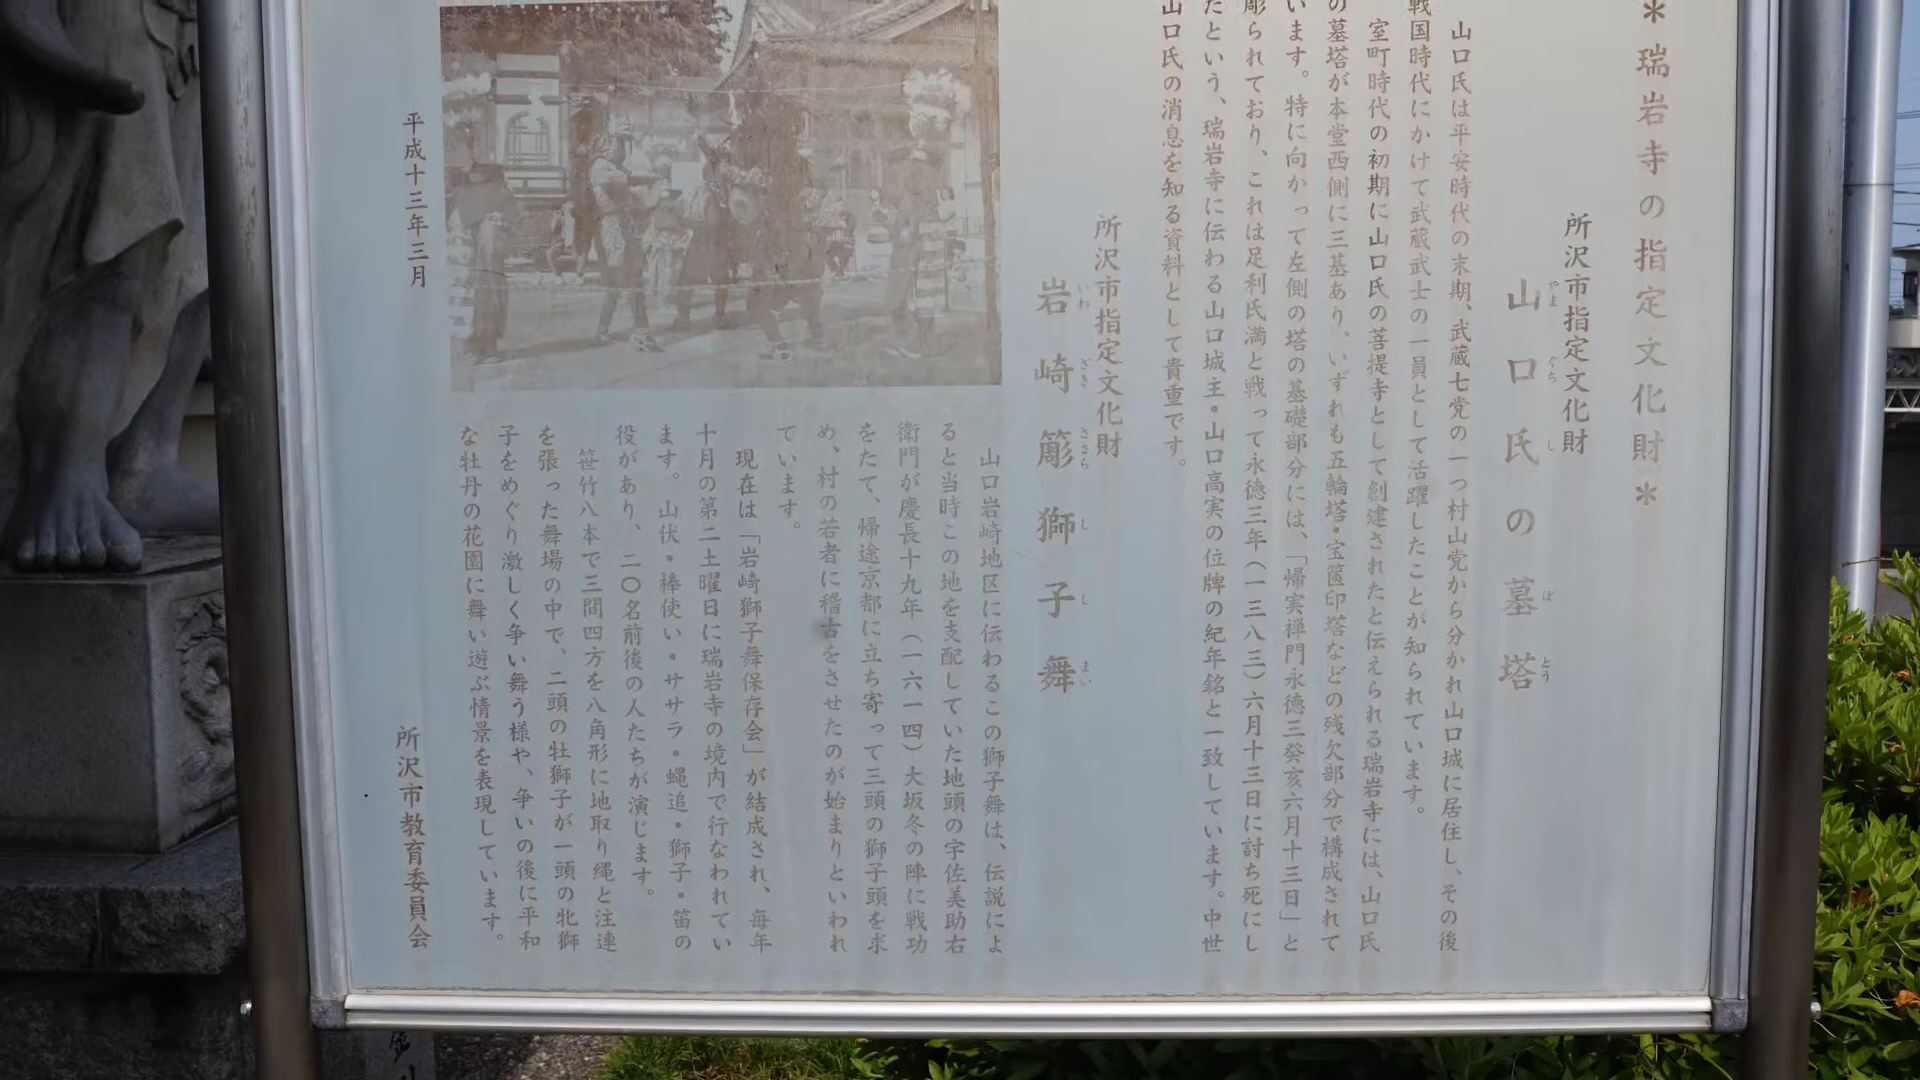 ＊瑞岩寺の指定文化財＊
所沢市指定文化財
山口氏の墓塔
やまぐちしのぼとう
山口氏は平安時代の末期、武蔵七党の一つ村山党から分かれ山口城に居住し、その後
戦国時代にかけて武蔵武士の一員として活躍したことが知られています。
室町時代の初期に山口氏の菩提寺として創建されたと伝えられる瑞岩寺には、山口氏
の墓塔が本堂西側に三基あり、いずれも五輪塔・宝篋印塔などの残欠部分で構成されて
います。特に向かって左側の塔の基礎部分には、「帰実禅門永徳三癸亥六月十三日」と
彫られており、これは足利氏満と戦って永徳三年（一三八三）六月十三日に討ち死にし
たという、瑞岩寺に伝わる山口城主・山口高実の位牌の紀年銘と一致しています。中世
山口氏の消息を知る資料として貴重です。
所沢市指定文化財
岩崎簓獅子舞
いわざきささらししまい
山口岩崎地区に伝わるこの獅子舞は、伝説によ
ると当時この地を支配していた地頭の宇佐美助右
衛門が慶長十九年（一六一四）大坂冬の陣に戦功
をたて、帰途京都に立ち寄って三頭の獅子頭を求
め、村の若者に稽古をさせたのが始まりといわれ
ています。
現在は「岩崎獅子舞保存会」が結成され、毎年
十月の第二土曜日に瑞岩寺の境内で行なわれてい
ます。山伏・棒使い・ササラ・蝿追・獅子・笛の
役があり、二〇名前後の人たちが演じます。
笹竹八本で三間四方を八角形に地取り縄と注連
を張った舞場の中で、二頭の牡獅子が一頭の牝獅
子をめぐり激しく争い舞う様や、争いの後に平和
な牡丹の花園に舞い遊ぶ情景を表現しています。
平成十三年三月
所沢市教育委員会